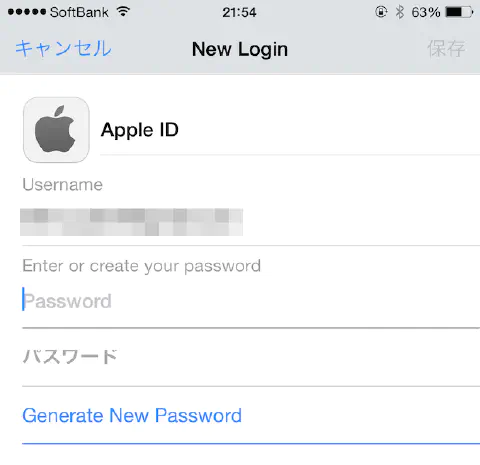 ●●●●● SoftBank 21:54 63%
キャンセル New Login 保存
Apple ID
Username
Enter or create your password
Password
パスワード
Generate New Password